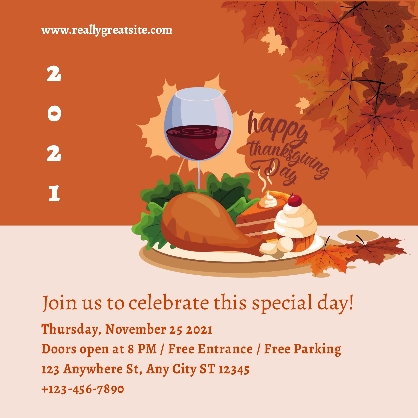 www.reallygreatsite.com
2
0
2
1
happy
thanksgiving
Day
Join us to celebrate this special day!
Thursday, November 25 2021
Doors open at 8 PM / Free Entrance / Free Parking
123 Anywhere St, Any City ST 12345
+123-456-7890